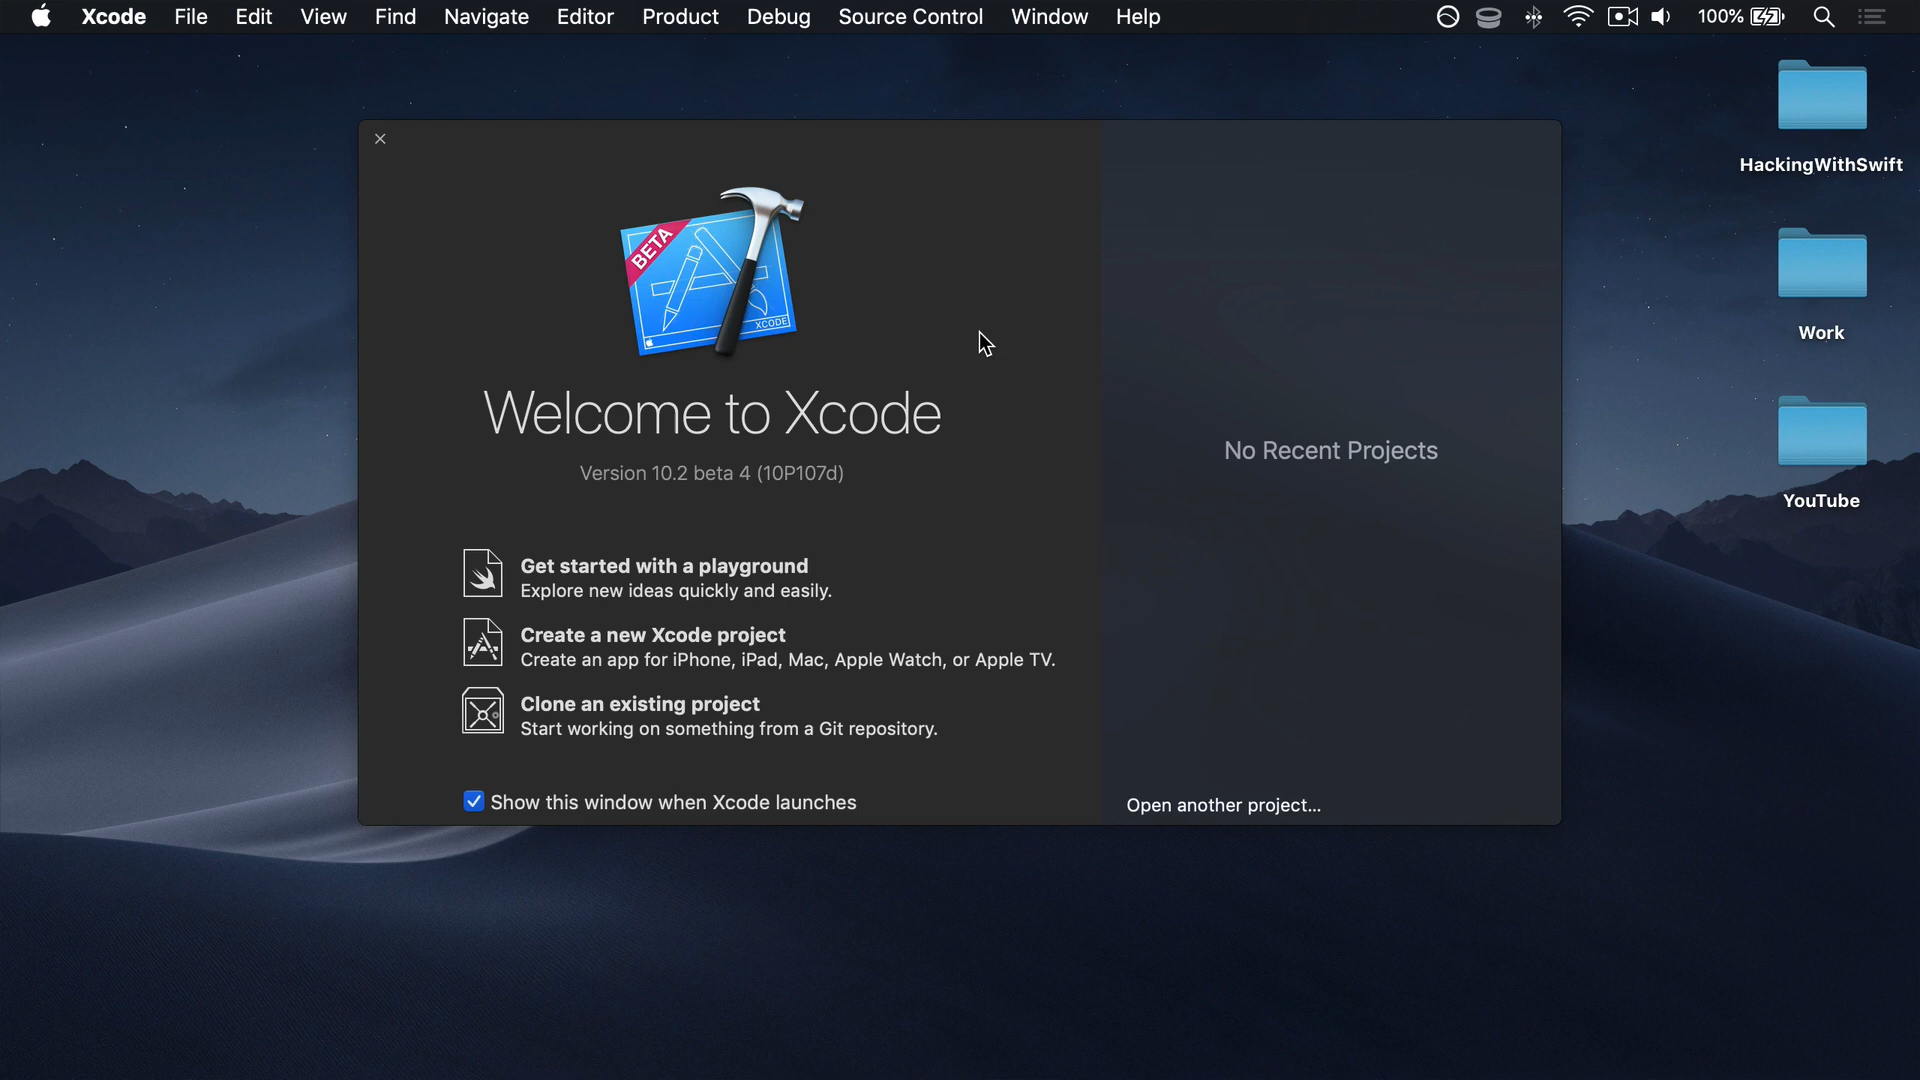 Xcode File Edit View Find Navigate Editor Product Debug Source Control Window Help 100%
HackingWithSwift
Work
YouTube
BETA
XCODE
Welcome to Xcode
Version 10.2 beta 4 (10P107d)
Get started with a playground
Explore new ideas quickly and easily.
Create a new Xcode project
Create an app for iPhone, iPad, Mac, Apple Watch, or Apple TV.
Clone an existing project
Start working on something from a Git repository.
Show this window when Xcode launches
No Recent Projects
Open another project...